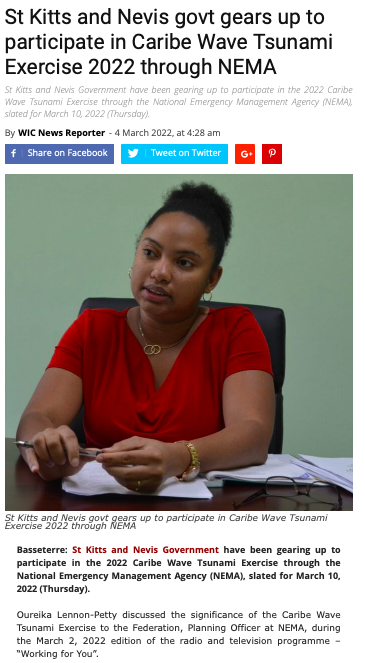 St Kitts and Nevis govt gears up to
participate in Caribe Wave Tsunami
Exercise 2022 through NEMA
St Kitts and Nevis Government have been gearing up to participate in the 2022 Caribe
Wave Tsunami Exercise through the National Emergency Management Agency (NEMA),
slated for March 10, 2022 (Thursday).
By WIC News Reporter - 4 March 2022, at 4:28 am
f Share on Facebook Tweet on Twitter G+
St Kitts and Nevis govt gears up to participate in Caribe Wave Tsunami
Exercise 2022 through NEMA
Basseterre: St Kitts and Nevis Government have been gearing up to
participate in the 2022 Caribe Wave Tsunami Exercise through the
National Emergency Management Agency (NEMA), slated for March 10,
2022 (Thursday).
Oureika Lennon-Petty discussed the significance of the Caribe Wave
Tsunami Exercise to the Federation, Planning Officer at NEMA, during
the March 2, 2022 edition of the radio and television programme –
“Working for You”.